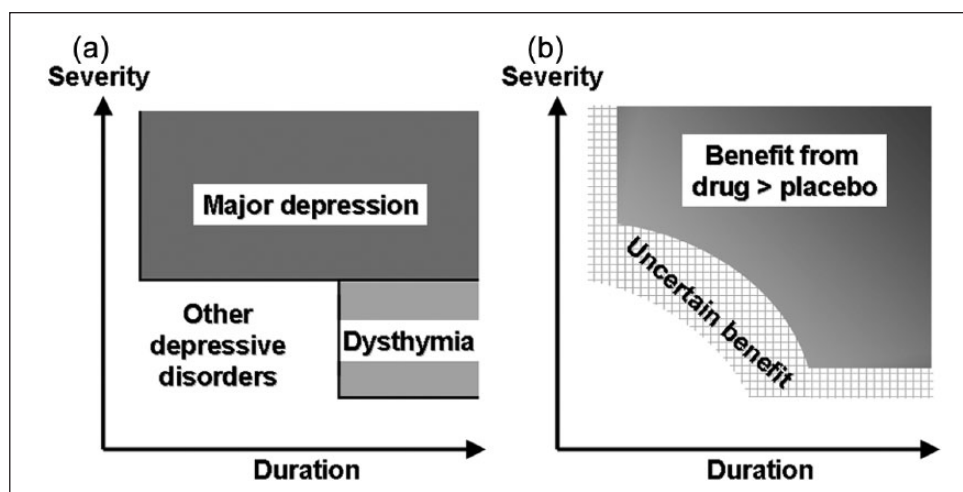 (a)
Severity
Major depression
Other
depressive
disorders
Dysthymia
Duration
(b)
Severity
Benefit from
drug > placebo
Uncertain benefit
Duration